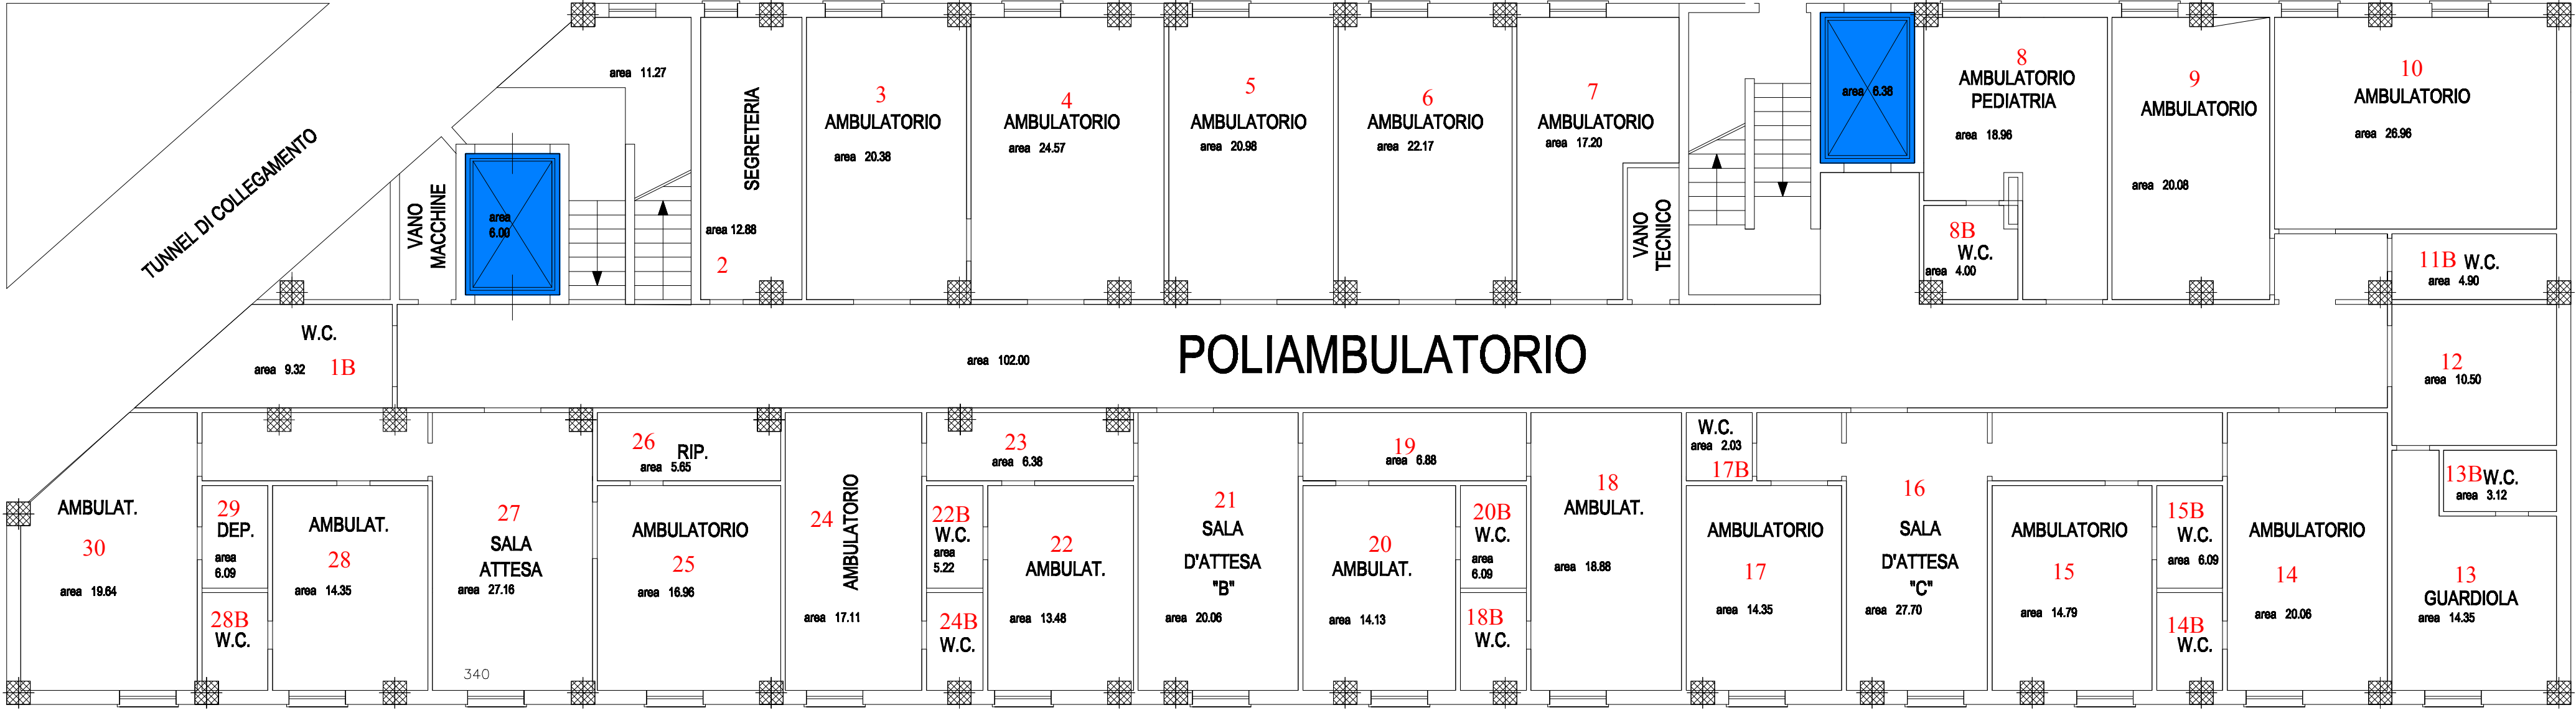 TUNNEL DI COLLEGAMENTO
area 11.27
VANO
MACCHINE
area
6.00
SEGRETERIA
area 12.88
2
3
AMBULATORIO
area 20.38
4
AMBULATORIO
area 24.57
5
AMBULATORIO
area 20.98
6
AMBULATORIO
area 22.17
7
AMBULATORIO
area 17.20
VANO
TECNICO
area 6.38
8
AMBULATORIO
PEDIATRIA
area 18.96
8B
W.C.
area 4.00
9
AMBULATORIO
area 20.08
10
AMBULATORIO
area 26.96
11B W.C.
area 4.90
W.C.
area 9.32 1B
area 102.00
POLIAMBULATORIO
12
area 10.50
AMBULAT.
30
area 19.64
29
DEP.
area
6.09
28B
W.C.
AMBULAT.
28
area 14.35
27
SALA
ATTESA
area 27.16
340
26
RIP.
area 5.65
AMBULATORIO
25
area 16.96
24
AMBULATORIO
area 17.11
23
area 6.38
22B
W.C.
area
5.22
24B
W.C.
22
AMBULAT.
area 13.48
21
SALA
D'ATTESA
"B"
area 20.06
19
area 6.88
20
AMBULAT.
area 14.13
20B
W.C.
area
6.09
18B
W.C.
18
AMBULAT.
area 18.88
W.C.
area 2.03
17B
AMBULATORIO
17
area 14.35
16
SALA
D'ATTESA
"C"
area 27.70
AMBULATORIO
15
area 14.79
15B
W.C.
area 6.09
14B
W.C.
AMBULATORIO
14
area 20.06
13B W.C.
area 3.12
13
GUARDIOLA
area 14.35